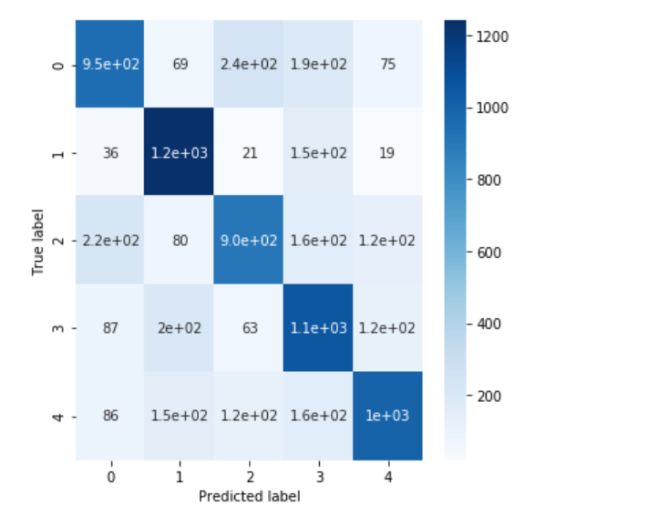 0 9.5e+02 69 2.4e+02 1.9e+02 75
1 36 1.2e+03 21 1.5e+02 19
2 2.2e+02 80 9.0e+02 1.6e+02 1.2e+02
3 87 2e+02 63 1.1e+03 1.2e+02
4 86 1.5e+02 1.2e+02 1.6e+02 1e+03
0 1 2 3 4
Predicted label
True label
1200
1000
800
600
400
200